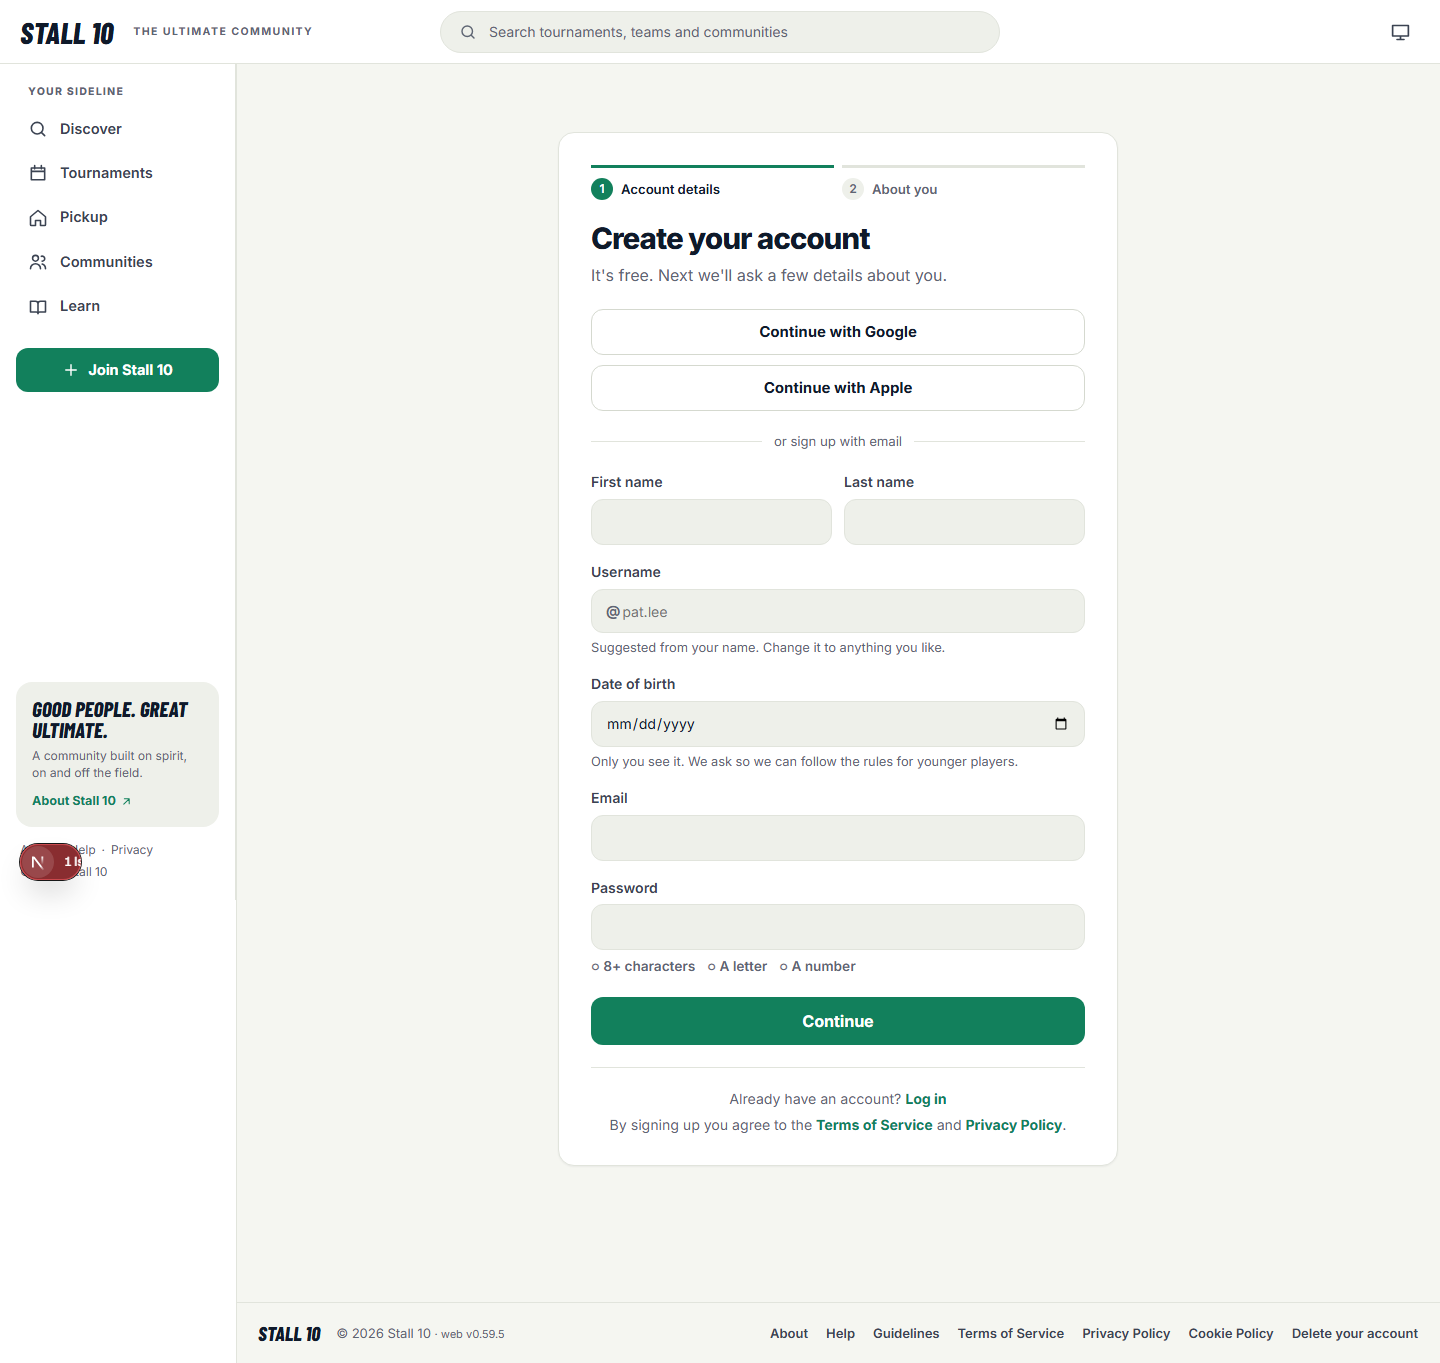 STALL 10
THE ULTIMATE COMMUNITY
Search tournaments, teams and communities
YOUR SIDELINE
Discover
Tournaments
Pickup
Communities
Learn
Join Stall 10
GOOD PEOPLE. GREAT
ULTIMATE.
A community built on spirit,
on and off the field.
About Stall 10
· Privacy
10
1 Account details
2 About you
Create your account
It's free. Next we'll ask a few details about you.
Continue with Google
Continue with Apple
or sign up with email
First name
Last name
Username
@pat.lee
Suggested from your name. Change it to anything you like.
Date of birth
mm/dd/yyyy
Only you see it. We ask so we can follow the rules for younger players.
Email
Password
8+ characters A letter A number
Continue
Already have an account? Log in
By signing up you agree to the Terms of Service and Privacy Policy.
STALL 10 © 2026 Stall 10 · web v0.59.5
About Help Guidelines Terms of Service Privacy Policy Cookie Policy Delete your account